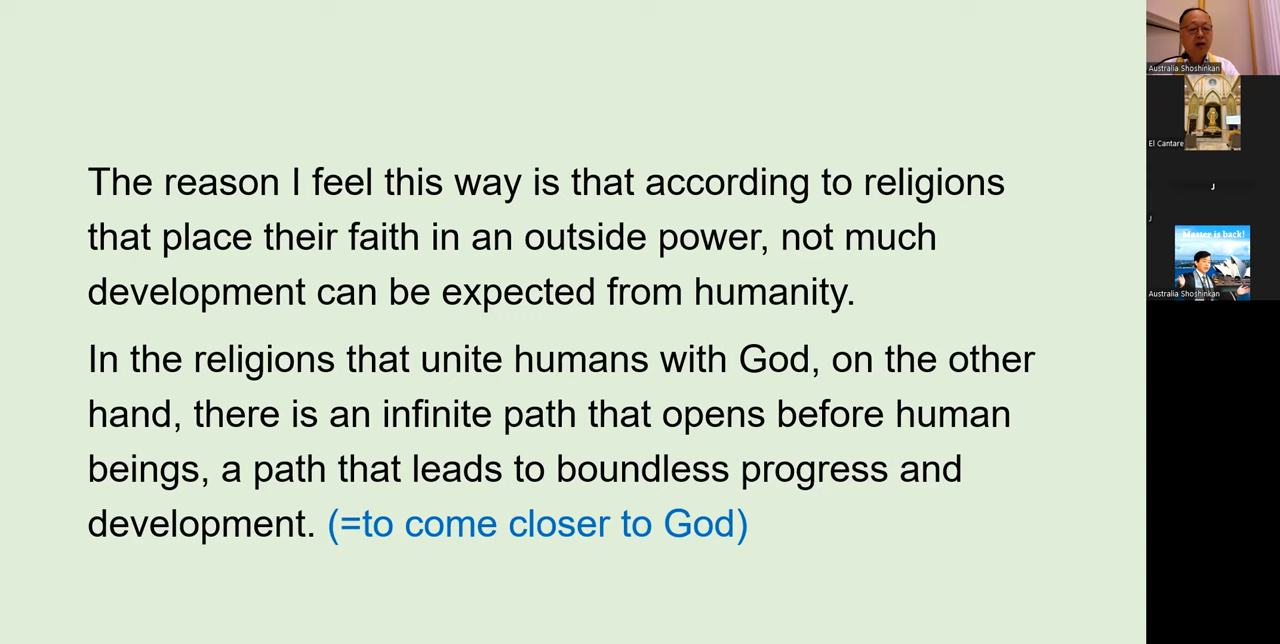 The reason I feel this way is that according to religions
that place their faith in an outside power, not much
development can be expected from humanity.
In the religions that unite humans with God, on the other
hand, there is an infinite path that opens before human
beings, a path that leads to boundless progress and
development. (=to come closer to God)
Australia Shoshinkan
El Cantare
J
J
Master is back!
Australia Shoshinkan